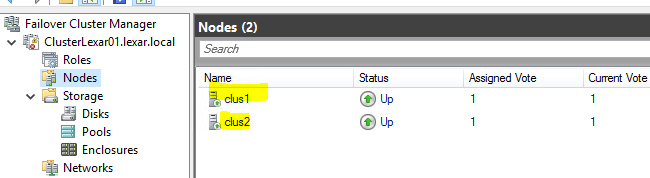 Failover Cluster Manager
ClusterLexar01.lexar.local
Roles
Nodes
Storage
Disks
Pools
Enclosures
Networks
Nodes (2)
Search
Name Status Assigned Vote Current Vote
clus1 Up 1 1
clus2 Up 1 1